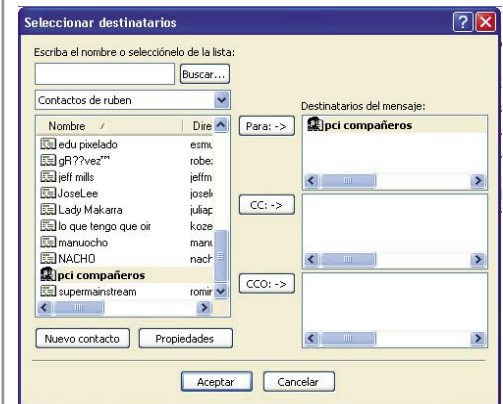 Seleccionar destinatarios
Escriba el nombre o selecciónelo de la lista:
Buscar...
Contactos de ruben
Nombre Dire
edu pixelado esmu
gR??vez™ robe:
jeff mills jeffm
JoseLee josel
Lady Makarra juliap
lo que tengo que oir koze
manuocho manu
NACHO nach
pci compañeros
supermainstream romir
Nuevo contacto Propiedades
Para: ->
CC: ->
CCO: ->
Destinatarios del mensaje:
pci compañeros
Aceptar Cancelar